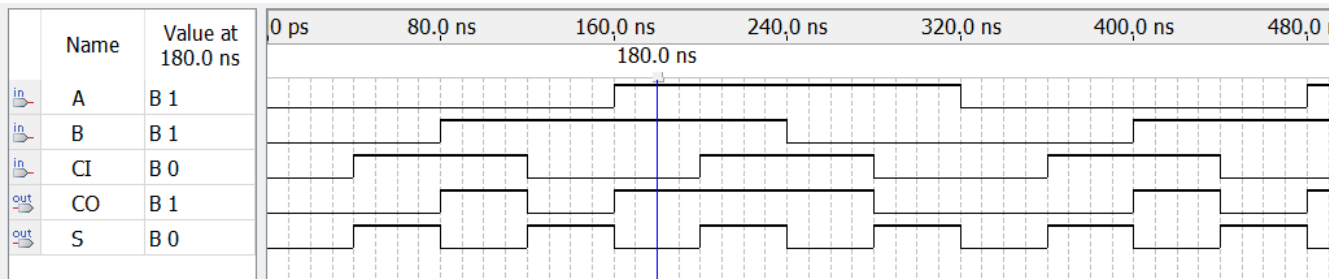 Name
Value at
180.0 ns
0 ps
80.0 ns
160.0 ns
240.0 ns
320.0 ns
400.0 ns
480.0
180.0 ns
in A B 1
in B B 1
in CI B 0
out CO B 1
out S B 0